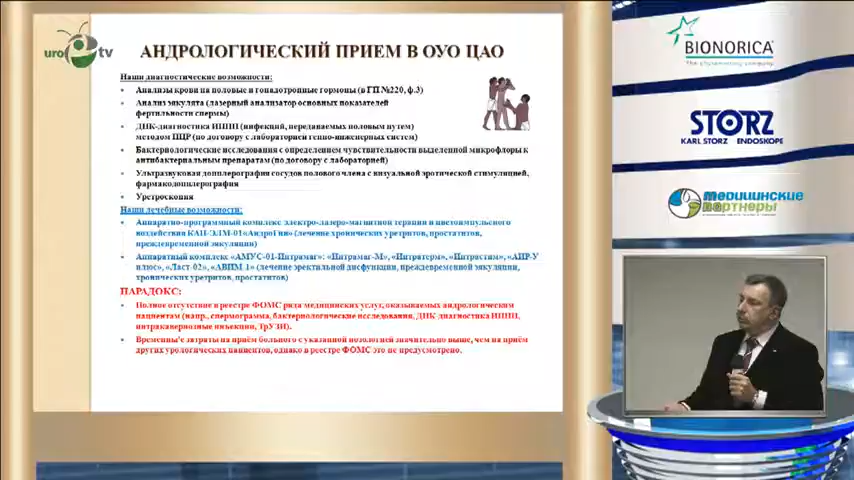 uro tv
АНДРОЛОГИЧЕСКИЙ ПРИЕМ В ОУО ЦАО
Наши диагностические возможности:
• Анализы крови на половые и гонадотропные гормоны (в ГП №220, ф.3)
• Анализ эякулята (лазерный анализатор основных показателей
фертильности спермы)
• ДНК-диагностика ИППП (инфекций, передаваемых половым путем)
методом ПЦР (по договору с лабораторией генно-инженерных систем)
• Бактериологические исследования с определением чувствительности выделенной микрофлоры к
антибактериальным препаратам (по договору с лабораторией)
• Ультразвуковая допплерография сосудов полового члена с визуальной эротической стимуляцией,
фармакодопплерография
• Уретроскопия
Наши лечебные возможности:
• Аппаратно-программный комплекс электро-лазеро-магнитной терапии и цветоимпульсного
воздействия КАП-ЭЛМ-01«Андро Гин» (лечение хронических уретритов, простатитов,
преждевременной эякуляции)
• Аппаратный комплекс «АМУС-01-Интрамаг»: «Интрамаг-М», «Интратерм», «Интрастим», «АИР-У
плюс», «Ласт-02», «АВИМ-1» (лечение эректильной дисфункции, преждевременной эякуляции,
хронических уретритов, простатитов)
ПАРАДОКС:
• Полное отсутствие в реестре ФОМС ряда медицинских услуг, оказываемых андрологическим
пациентам (напр., спермограмма, бактериологические исследования, ДНК-диагностика ИППП,
интракавернозные инъекции, ТрУЗИ).
• Временны'е затраты на приём больного с указанной нозологией значительно выше, чем на приём
других урологических пациентов, однако в реестре ФОМС это не предусмотрено.
BIONORICA
STORZ
KARL STORZ ENDOSKOPE
медицинские
партнеры